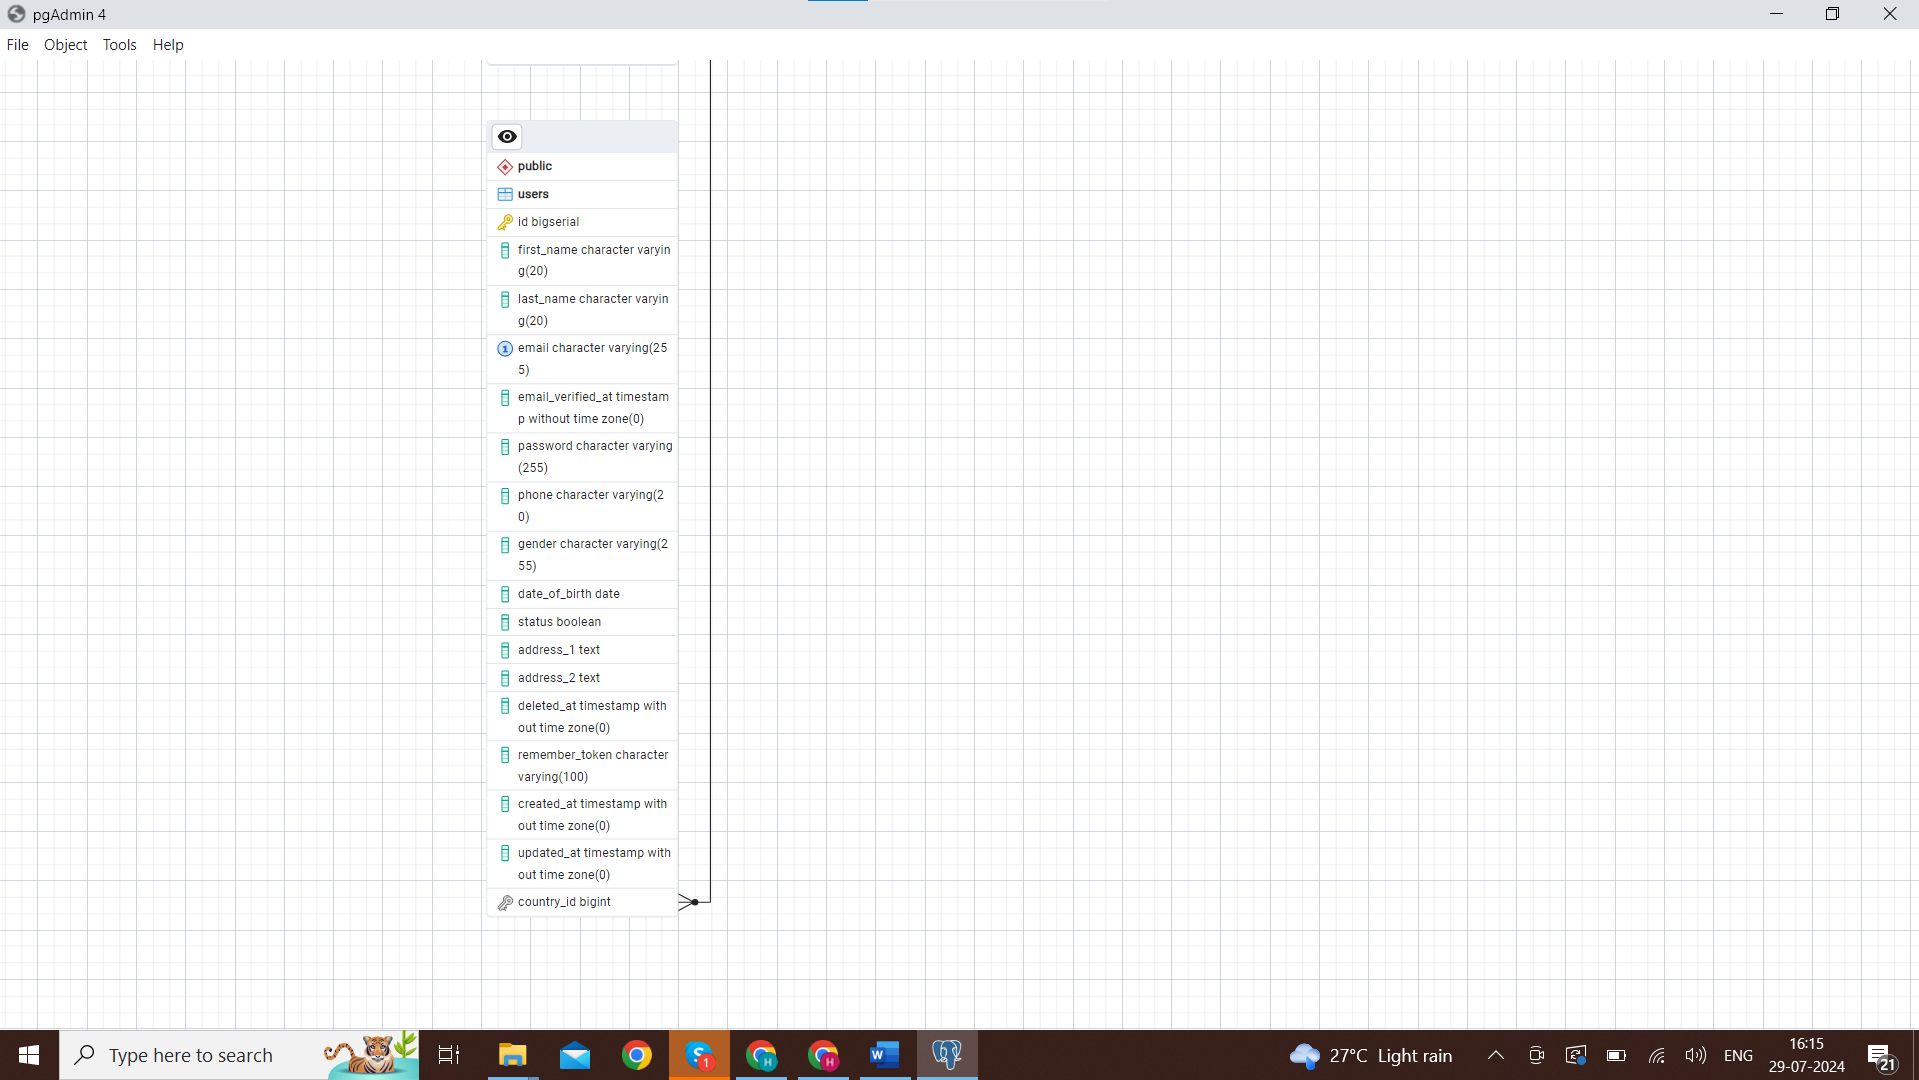 pgAdmin 4
File Object Tools Help
public
users
id bigserial
first_name character varyin
g(20)
last_name character varyin
g(20)
1 email character varying(25
5)
email_verified_at timestam
p without time zone(0)
password character varying
(255)
phone character varying(2
0)
gender character varying(2
55)
date_of_birth date
status boolean
address_1 text
address_2 text
deleted_at timestamp with
out time zone(0)
remember_token character
varying(100)
created_at timestamp with
out time zone(0)
updated_at timestamp with
out time zone(0)
country_id bigint
Type here to search
S 1
H
H
W
27°C Light rain
ENG
16:15
29-07-2024
21